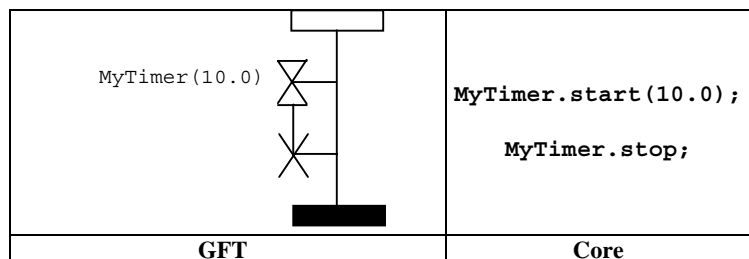 MyTimer(10.0)
MyTimer.start(10.0);
MyTimer.stop;
GFT
Core